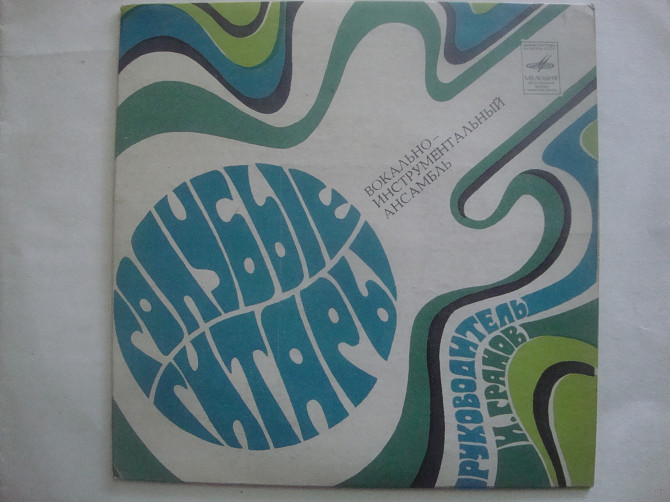 МЕЛОДИЯ
ВОКАЛЬНО-
ИНСТРУМЕНТАЛЬНЫЙ
АНСАМБЛЬ
ГОЛУБЫЕ
ГИТАРЫ
РУКОВОДИТЕЛЬ
И. ГРАНОВ